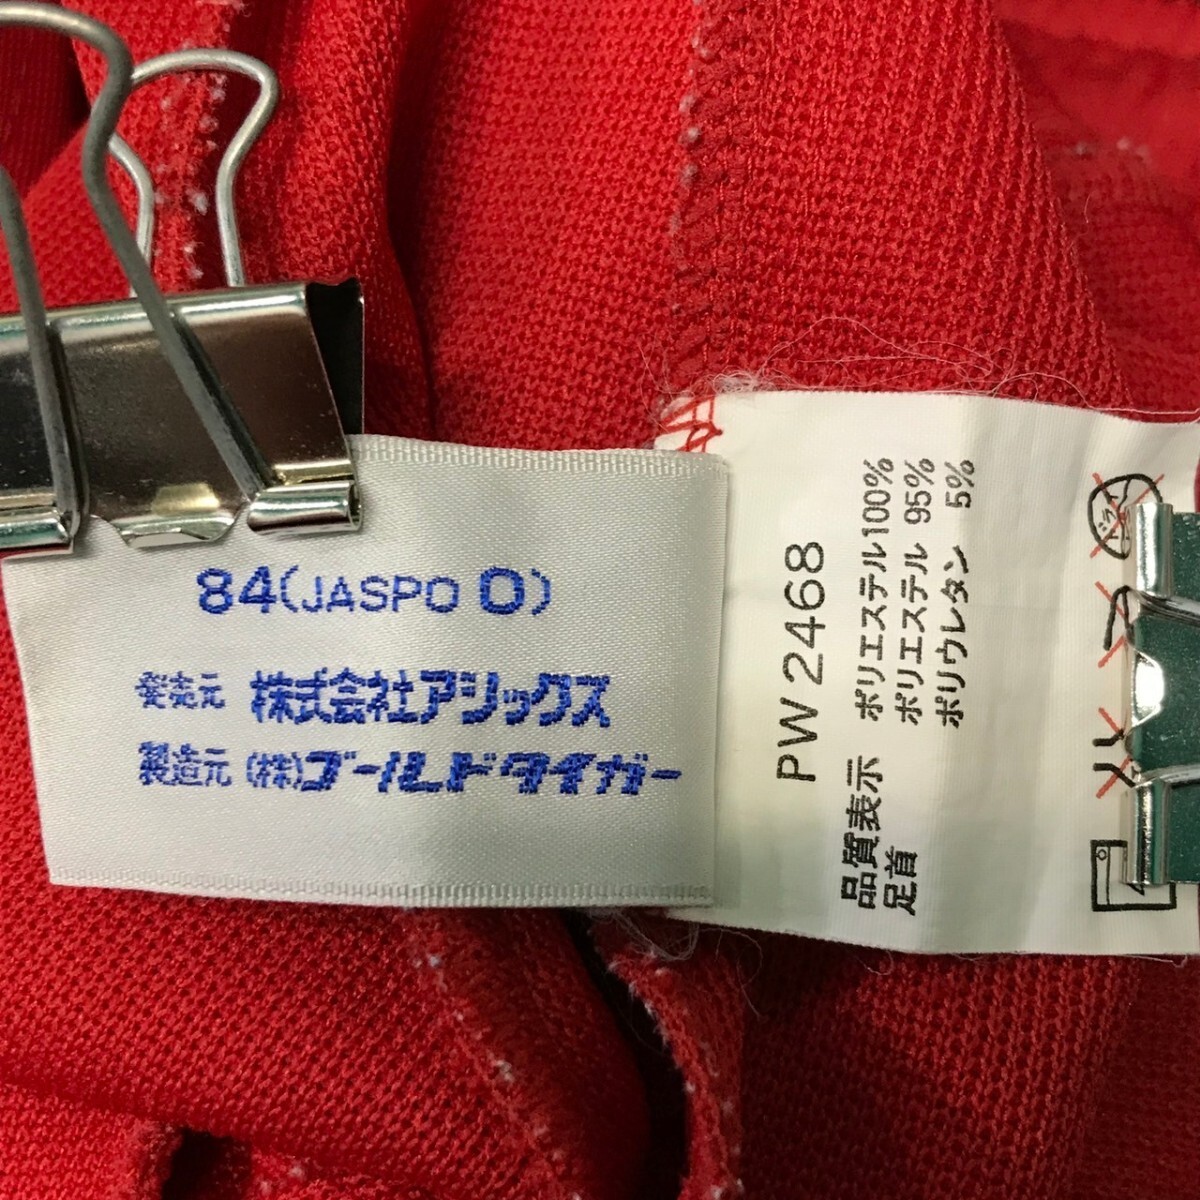 84(JASPO O)
発売元 株式会社アシックス
製造元 (株)ゴールドタイガー
PW 2468
品質表示 ポリエステル100%
足首 ポリエステル 95%
ポリウレタン 5%